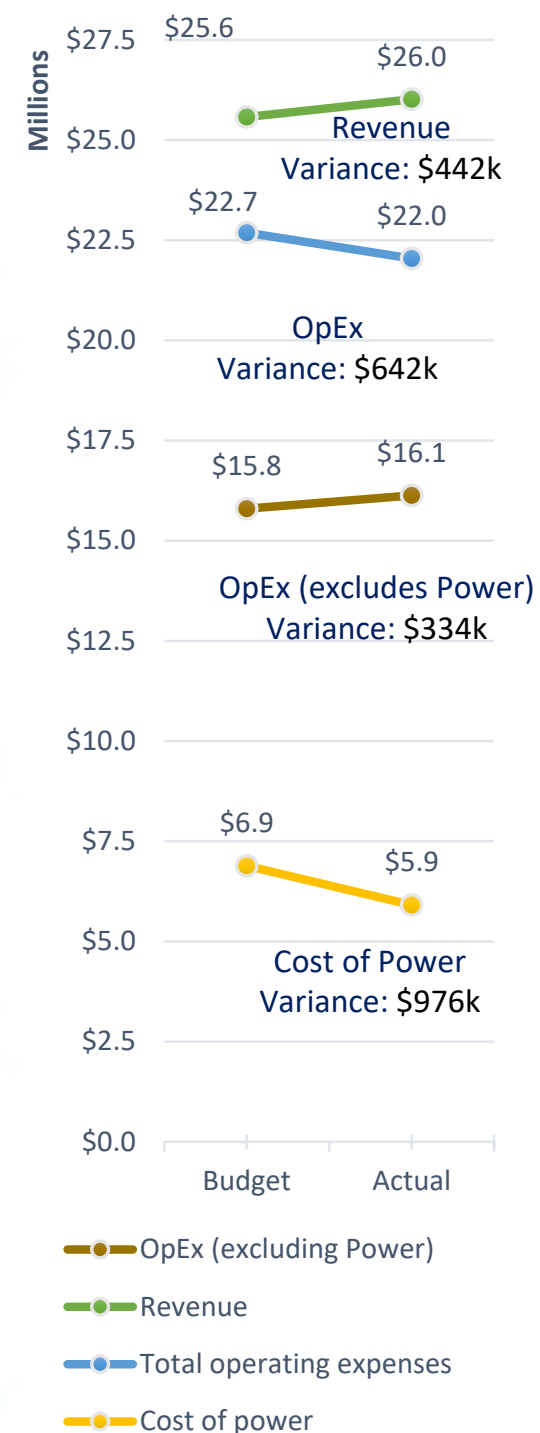 Millions
$27.5
$25.6
$26.0
Revenue
Variance: $442k
$25.0
$22.7
$22.0
$22.5
OpEx
Variance: $642k
$20.0
$17.5
$15.8
$16.1
$15.0
OpEx (excludes Power)
Variance: $334k
$12.5
$10.0
$6.9
$7.5
$5.9
$5.0
Cost of Power
Variance: $976k
$2.5
$0.0
Budget
Actual
OpEx (excluding Power)
Revenue
Total operating expenses
Cost of power